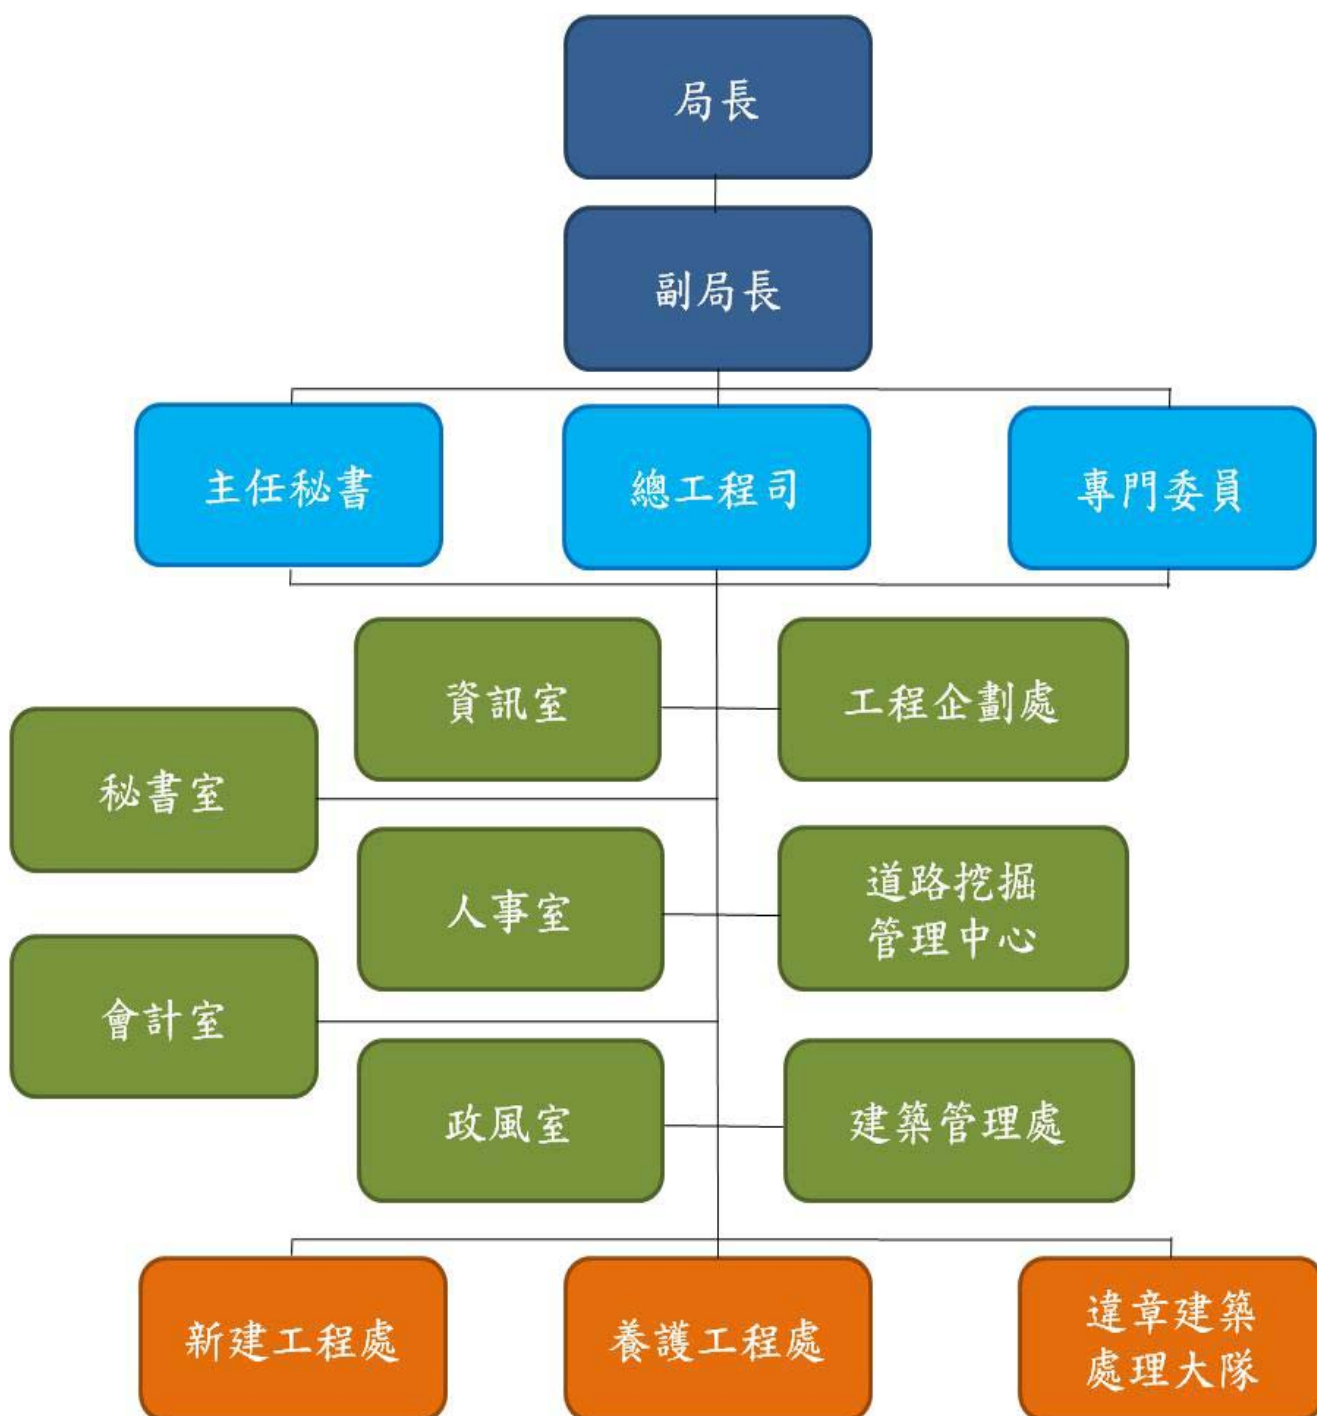 局長
副局長
主任秘書
總工程司
專門委員
資訊室
工程企劃處
秘書室
人事室
道路挖掘
管理中心
會計室
政風室
建築管理處
新建工程處
養護工程處
違章建築
處理大隊